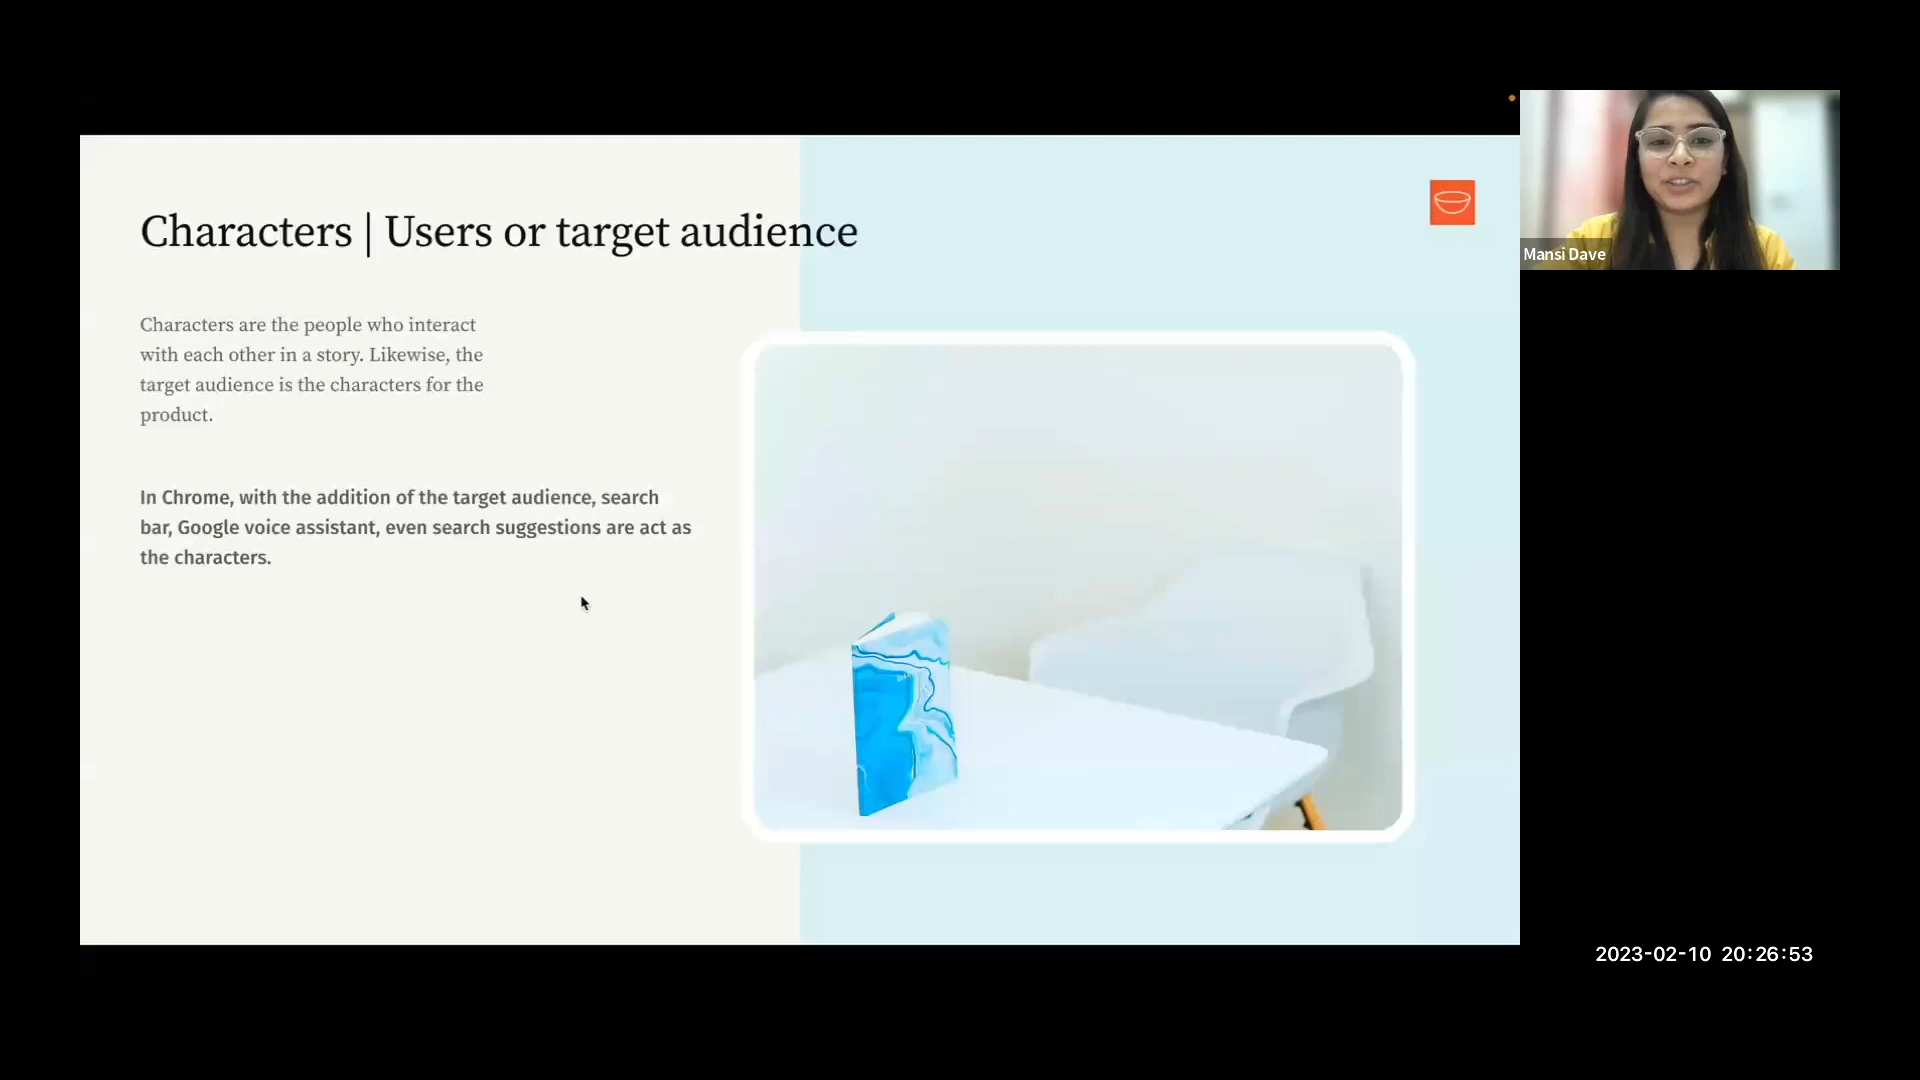 Characters | Users or target audience
Characters are the people who interact
with each other in a story. Likewise, the
target audience is the characters for the
product.
In Chrome, with the addition of the target audience, search
bar, Google voice assistant, even search suggestions are act as
the characters.
Mansi Dave
2023-02-10 20:26:53